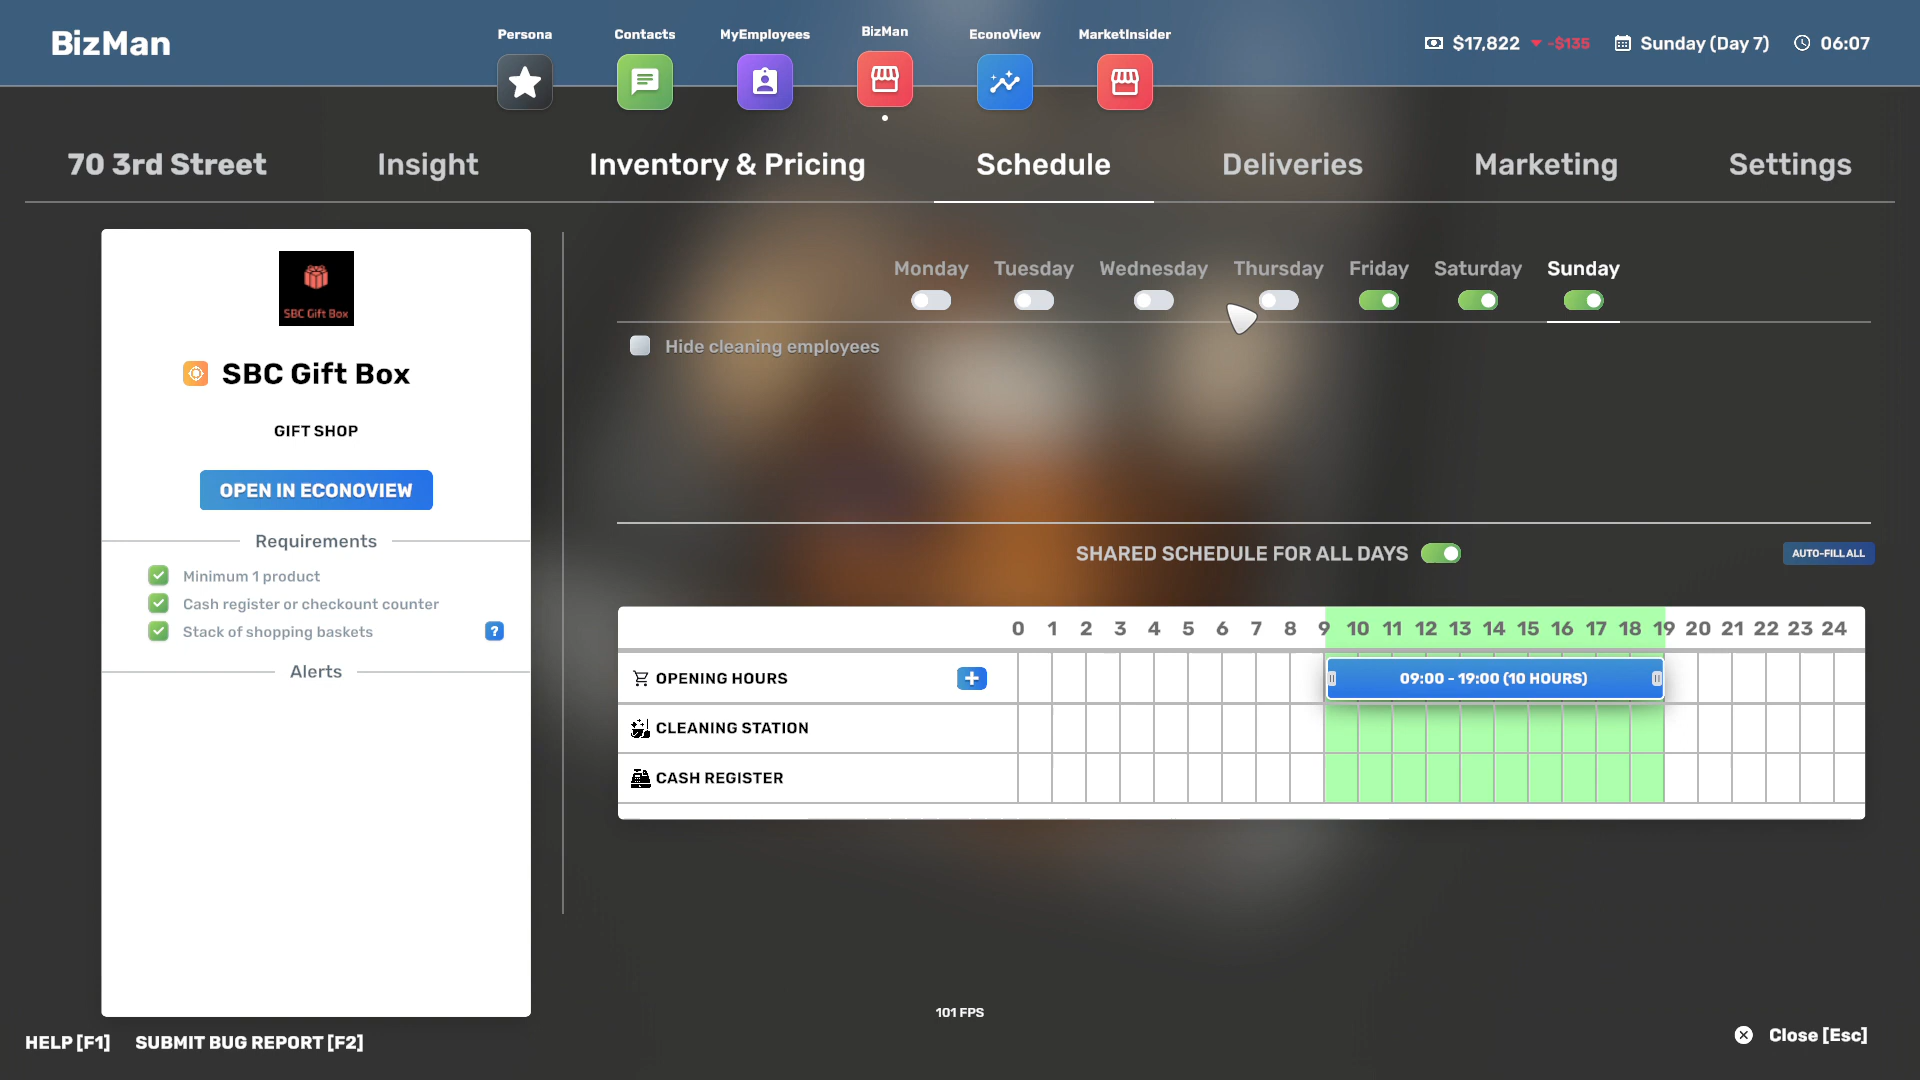 BizMan
Persona
Contacts
MyEmployees
BizMan
EconoView
MarketInsider
$17,822 -$135 Sunday (Day 7) 06:07
70 3rd Street Insight Inventory & Pricing Schedule Deliveries Marketing Settings
SBC Gift Box
SBC Gift Box
GIFT SHOP
OPEN IN ECONOVIEW
Requirements
Minimum 1 product
Cash register or checkount counter
Stack of shopping baskets ?
Alerts
Monday Tuesday Wednesday Thursday Friday Saturday Sunday
Hide cleaning employees
SHARED SCHEDULE FOR ALL DAYS
AUTO-FILL ALL
0 1 2 3 4 5 6 7 8 9 10 11 12 13 14 15 16 17 18 19 20 21 22 23 24
OPENING HOURS + 09:00 - 19:00 (10 HOURS)
CLEANING STATION
CASH REGISTER
101 FPS
HELP [F1] SUBMIT BUG REPORT [F2]
Close [Esc]